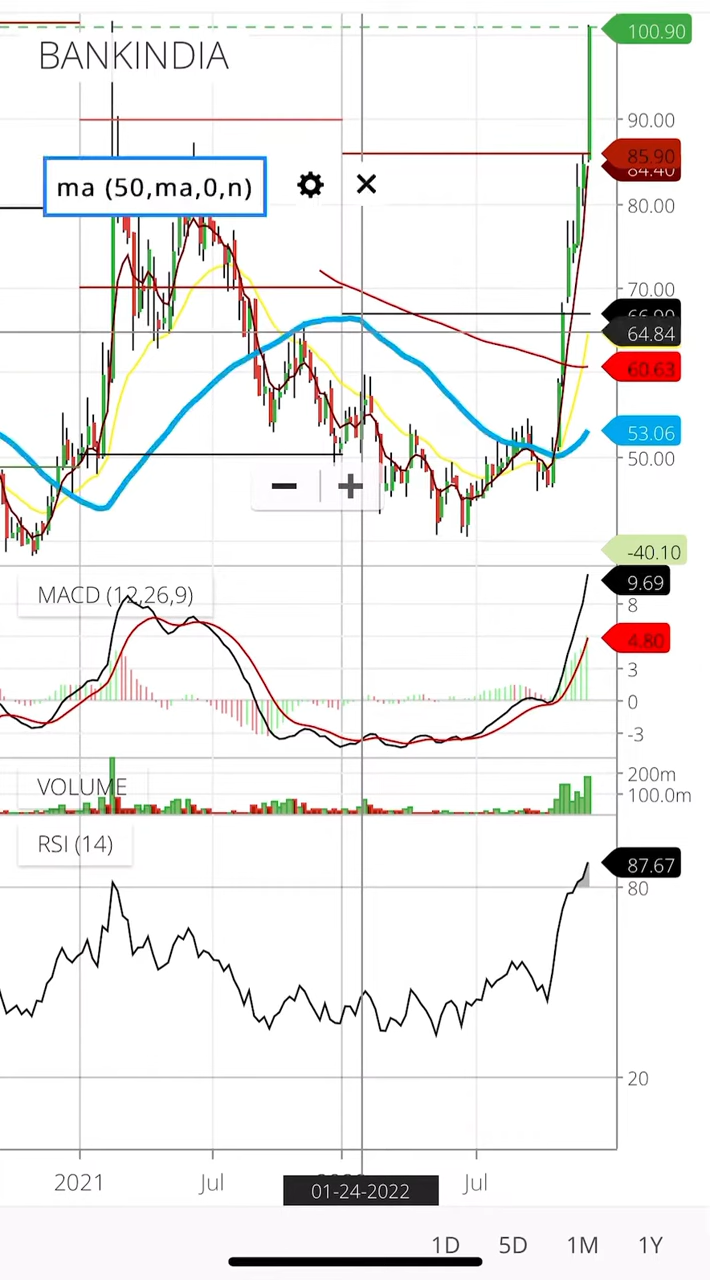 100.90
BANKINDIA
90.00
85.90
84.40
ma (50,ma,0,n)
80.00
70.00
64.84
60.63
53.06
50.00
-40.10
9.69
MACD (12,26,9)
8
4.80
3
0
-3
200m
VOLUME
100.0m
RSI (14)
87.67
80
20
2021
Jul
01-24-2022
Jul
1D 5D 1M 1Y